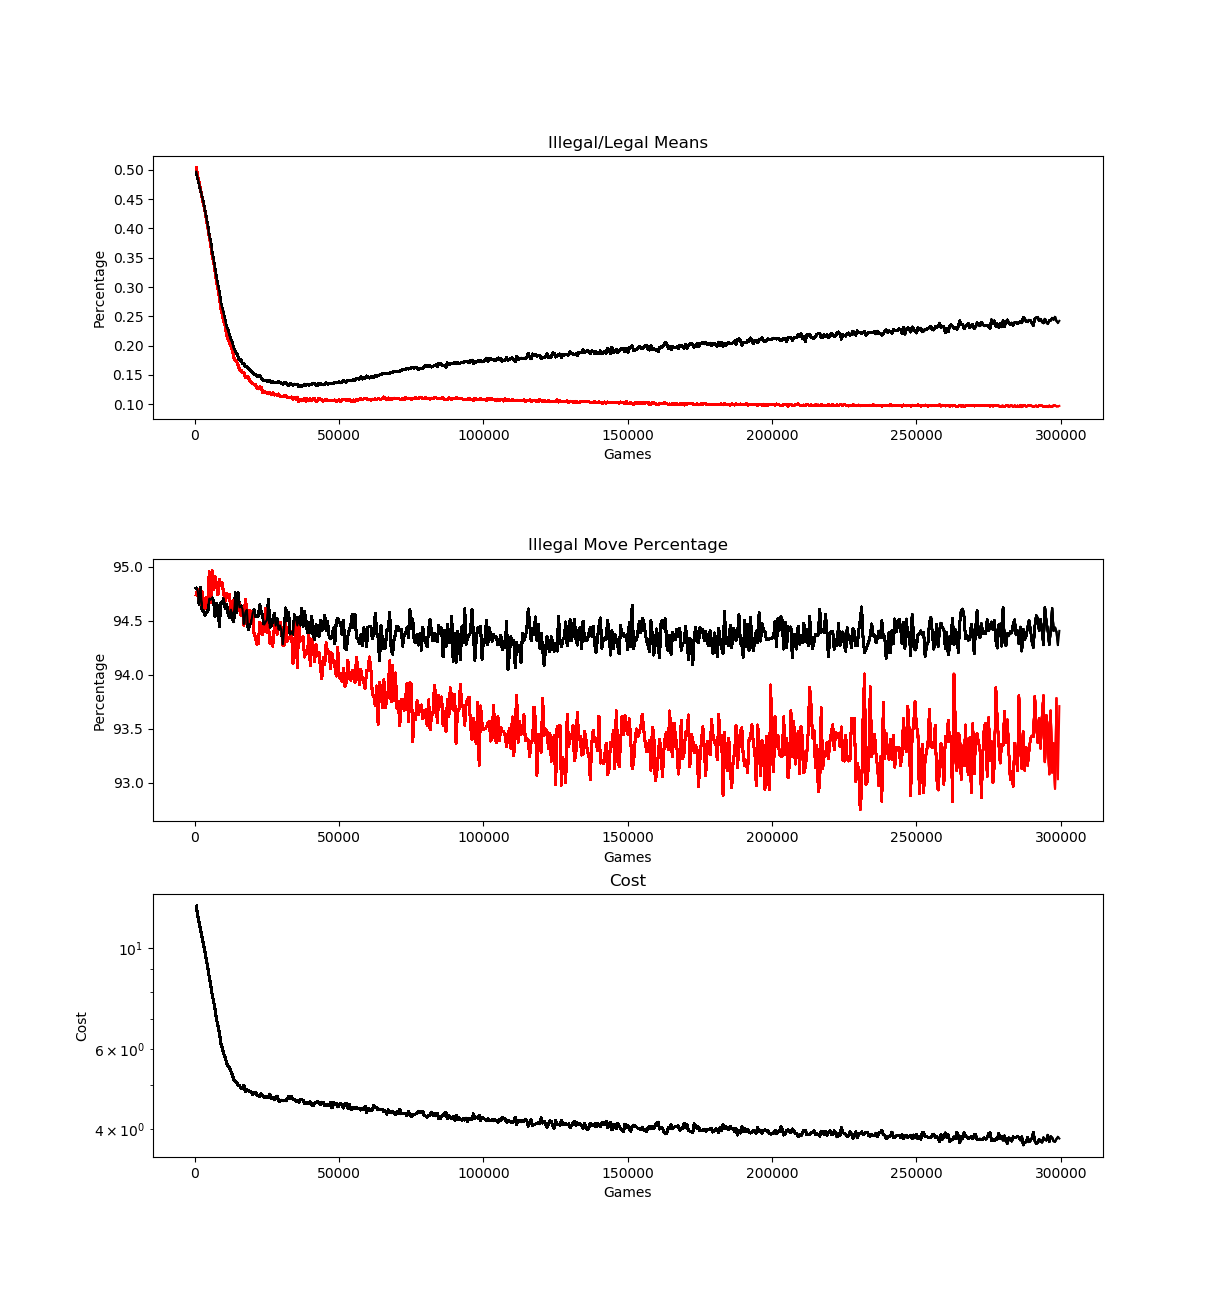 Illegal/Legal Means
Percentage
0.50
0.45
0.40
0.35
0.30
0.25
0.20
0.15
0.10
0 50000 100000 150000 200000 250000 300000
Games
Illegal Move Percentage
Percentage
95.0
94.5
94.0
93.5
93.0
0 50000 100000 150000 200000 250000 300000
Games
Cost
Cost
10¹
6 × 10⁰
4 × 10⁰
0 50000 100000 150000 200000 250000 300000
Games